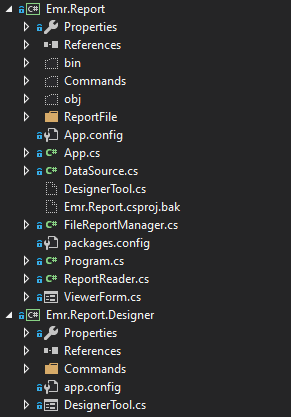 Emr.Report
Properties
References
bin
Commands
obj
ReportFile
App.config
App.cs
DataSource.cs
DesignerTool.cs
Emr.Report.csproj.bak
FileReportManager.cs
packages.config
Program.cs
ReportReader.cs
ViewerForm.cs
Emr.Report.Designer
Properties
References
Commands
app.config
DesignerTool.cs